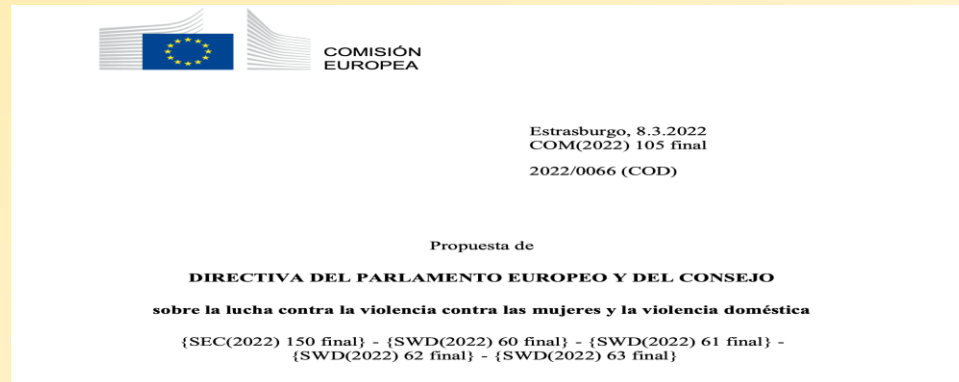 COMISIÓN
EUROPEA
Estrasburgo, 8.3.2022
COM(2022) 105 final
2022/0066 (COD)
Propuesta de
DIRECTIVA DEL PARLAMENTO EUROPEO Y DEL CONSEJO
sobre la lucha contra la violencia contra las mujeres y la violencia doméstica
{SEC(2022) 150 final} - {SWD(2022) 60 final} - {SWD(2022) 61 final} -
{SWD(2022) 62 final} - {SWD(2022) 63 final}